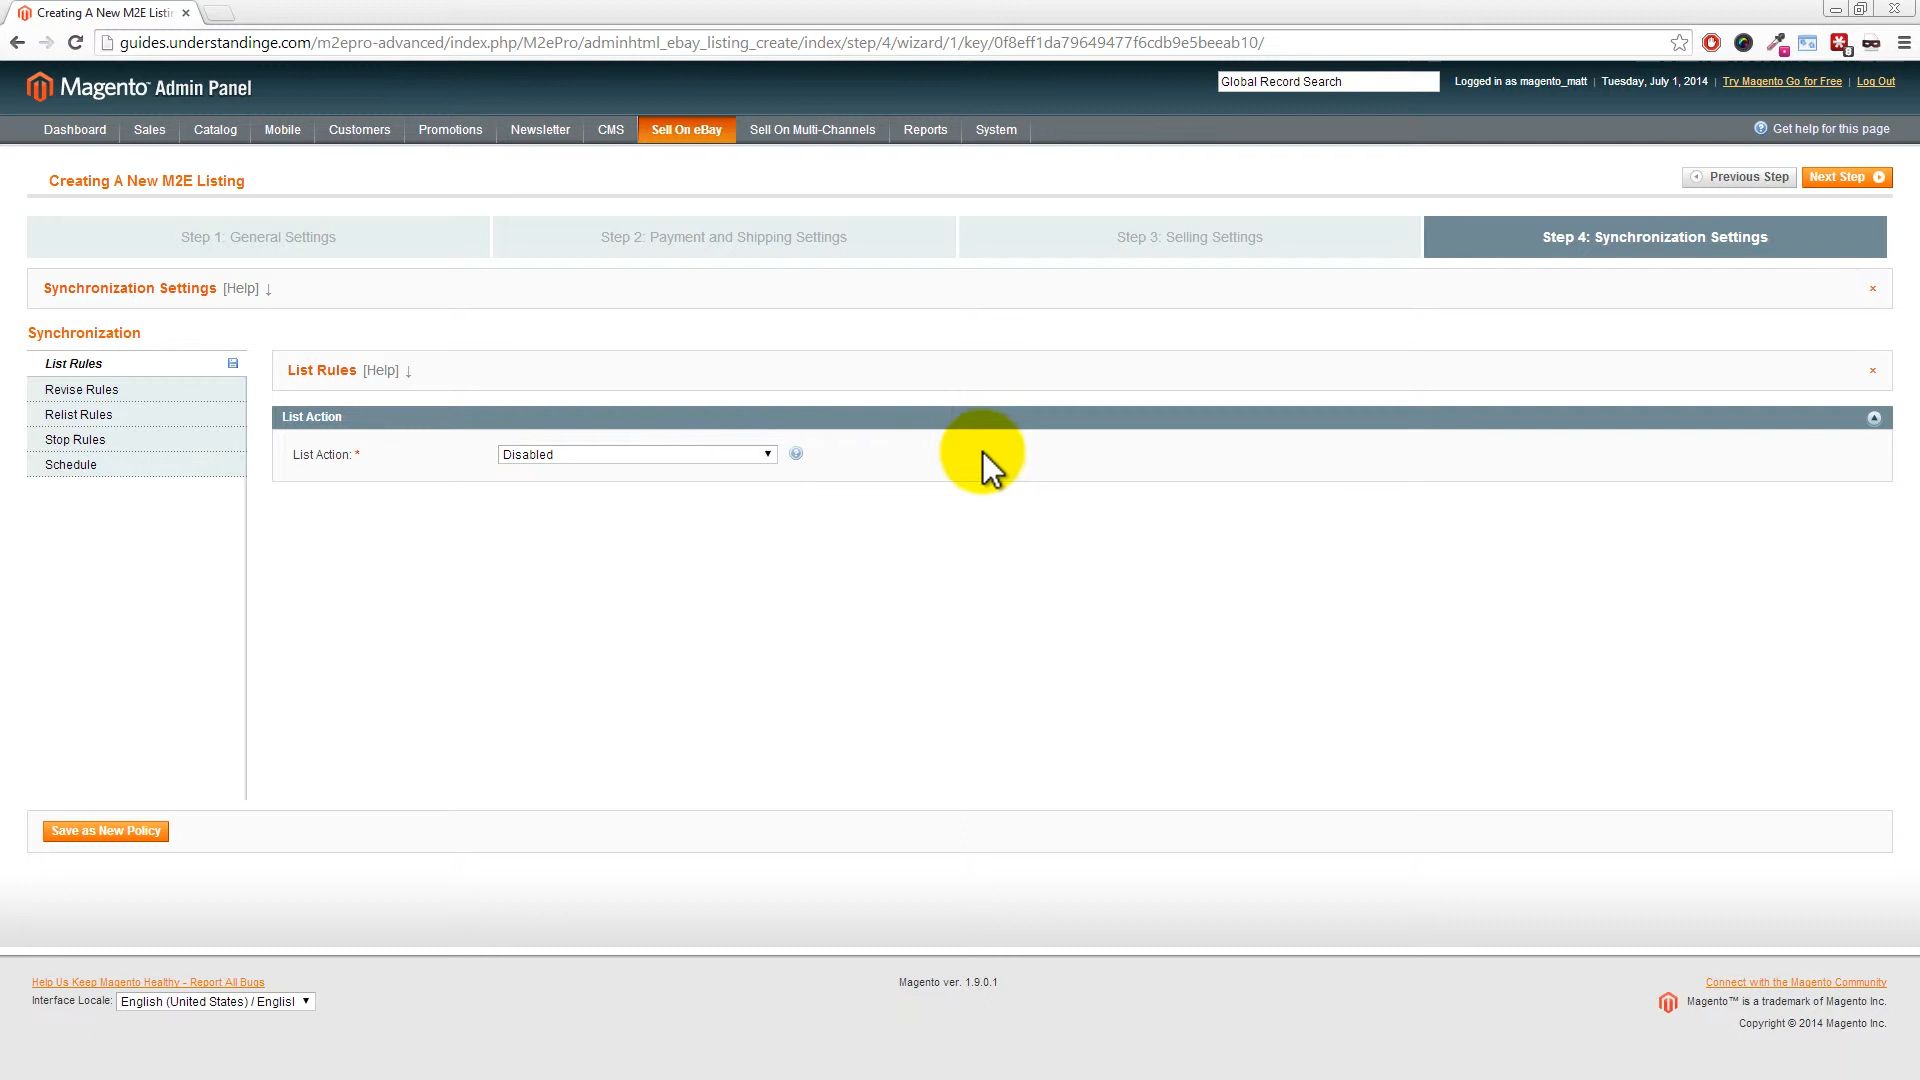 Creating A New M2E Listin
guides.understandinge.com/m2epro-advanced/index.php/M2ePro/adminhtml_ebay_listing_create/index/step/4/wizard/1/key/0f8eff1da79649477f6cdb9e5beeab10/
8
Magento™ Admin Panel
Global Record Search
Logged in as magento_matt | Tuesday, July 1, 2014 | Try Magento Go for Free | Log Out
Dashboard Sales Catalog Mobile Customers Promotions Newsletter CMS Sell On eBay Sell On Multi-Channels Reports System
Get help for this page
Creating A New M2E Listing
Previous Step Next Step
Step 1: General Settings Step 2: Payment and Shipping Settings Step 3: Selling Settings Step 4: Synchronization Settings
Synchronization Settings [Help] ↓ ×
Synchronization
List Rules
Revise Rules
Relist Rules
Stop Rules
Schedule
List Rules [Help] ↓ ×
List Action
List Action: * Disabled
Save as New Policy
Help Us Keep Magento Healthy - Report All Bugs
Interface Locale: English (United States) / Englisl
Magento ver. 1.9.0.1
Connect with the Magento Community
Magento™ is a trademark of Magento Inc.
Copyright © 2014 Magento Inc.